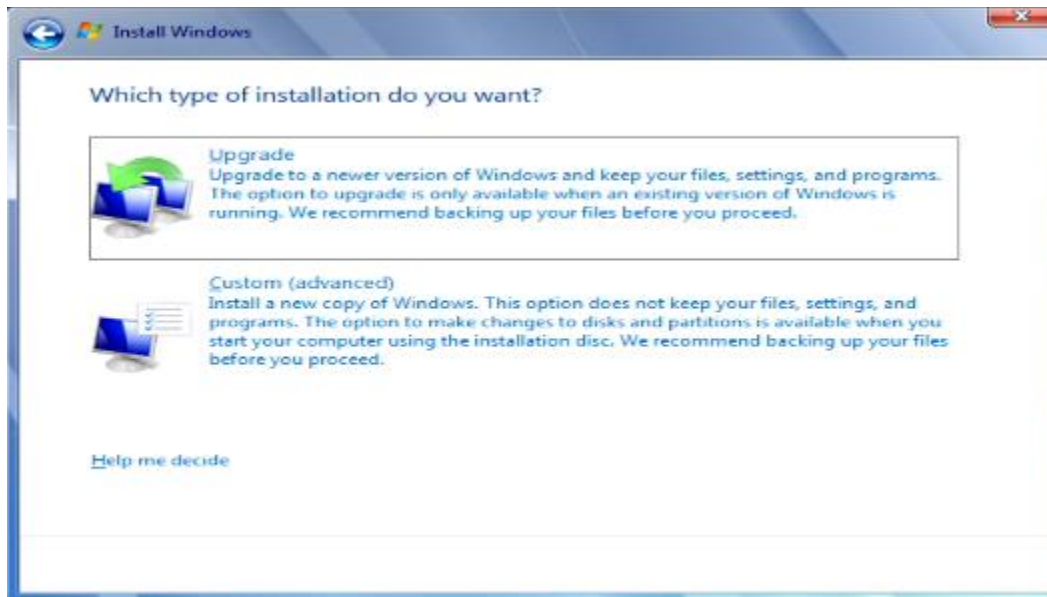 Install Windows
Which type of installation do you want?
Upgrade
Upgrade to a newer version of Windows and keep your files, settings, and programs.
The option to upgrade is only available when an existing version of Windows is
running. We recommend backing up your files before you proceed.
Custom (advanced)
Install a new copy of Windows. This option does not keep your files, settings, and
programs. The option to make changes to disks and partitions is available when you
start your computer using the installation disc. We recommend backing up your files
before you proceed.
Help me decide